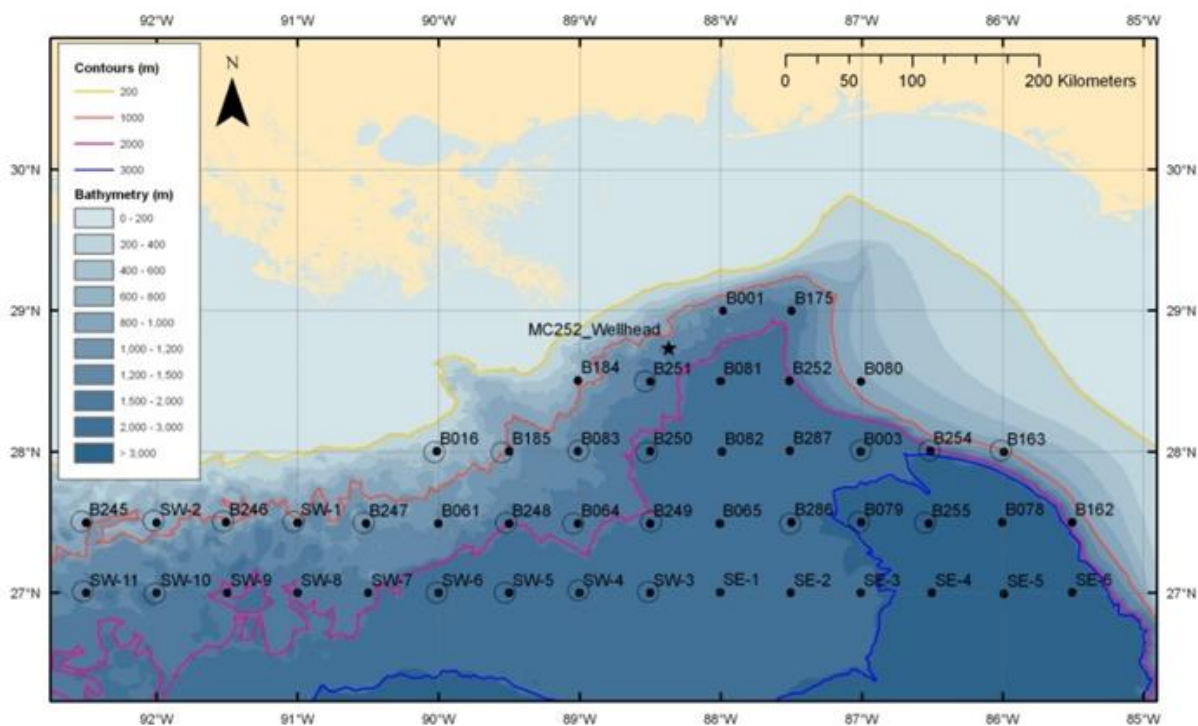 92°W 91°W 90°W 89°W 88°W 87°W 86°W 85°W
Contours (m)
200
1000
2000
3000
Bathymetry (m)
0 - 200
200 - 400
400 - 600
600 - 800
800 - 1,000
1,000 - 1,200
1,200 - 1,500
1,500 - 2,000
2,000 - 3,000
> 3,000
N
0 50 100 200 Kilometers
30°N 30°N
29°N 29°N
B001 B175
MC252_Wellhead
B184 B251 B081 B252 B080
28°N 28°N
B016 B185 B083 B250 B082 B287 B003 B254 B163
B245 SW-2 B246 SW-1 B247 B061 B248 B064 B249 B065 B286 B079 B255 B078 B162
27°N 27°N
SW-11 SW-10 SW-9 SW-8 SW-7 SW-6 SW-5 SW-4 SW-3 SE-1 SE-2 SE-3 SE-4 SE-5 SE-6
92°W 91°W 90°W 89°W 88°W 87°W 86°W 85°W